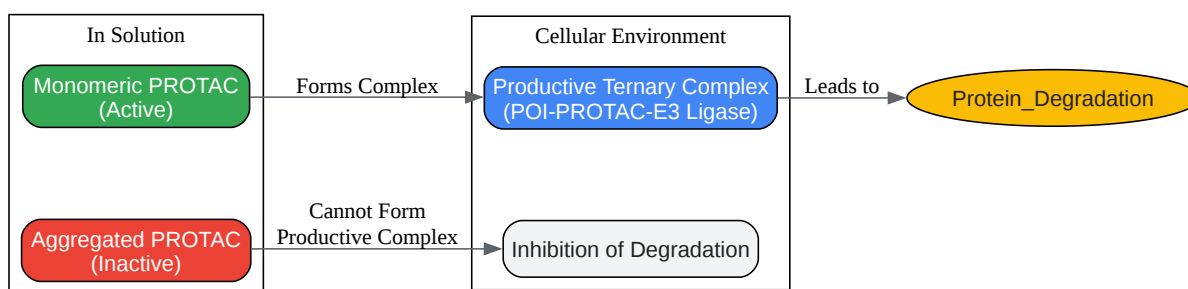 In Solution
Cellular Environment
Monomeric PROTAC
(Active)
Forms Complex
Productive Ternary Complex
(POI-PROTAC-E3 Ligase)
Leads to
Protein_Degradation
Aggregated PROTAC
(Inactive)
Cannot Form
Productive Complex
Inhibition of Degradation